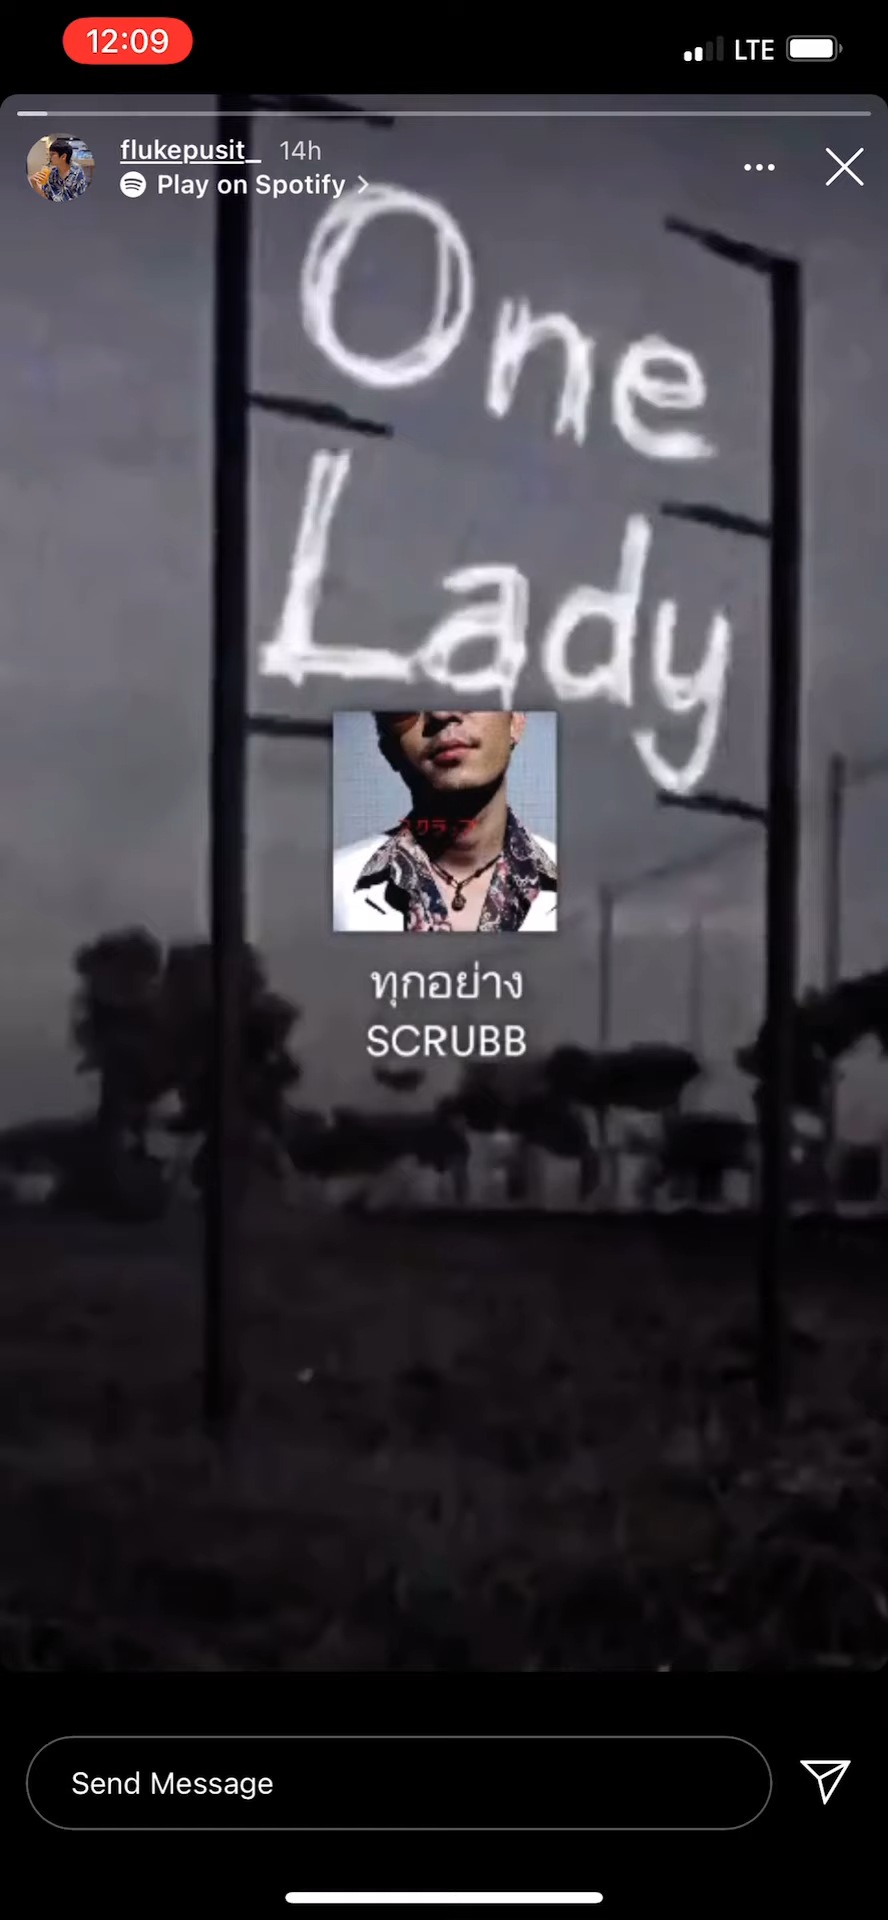 12:09
LTE
flukepusit_ 14h
Play on Spotify
One
Lady
ทุกอย่าง
SCRUBB
Send Message